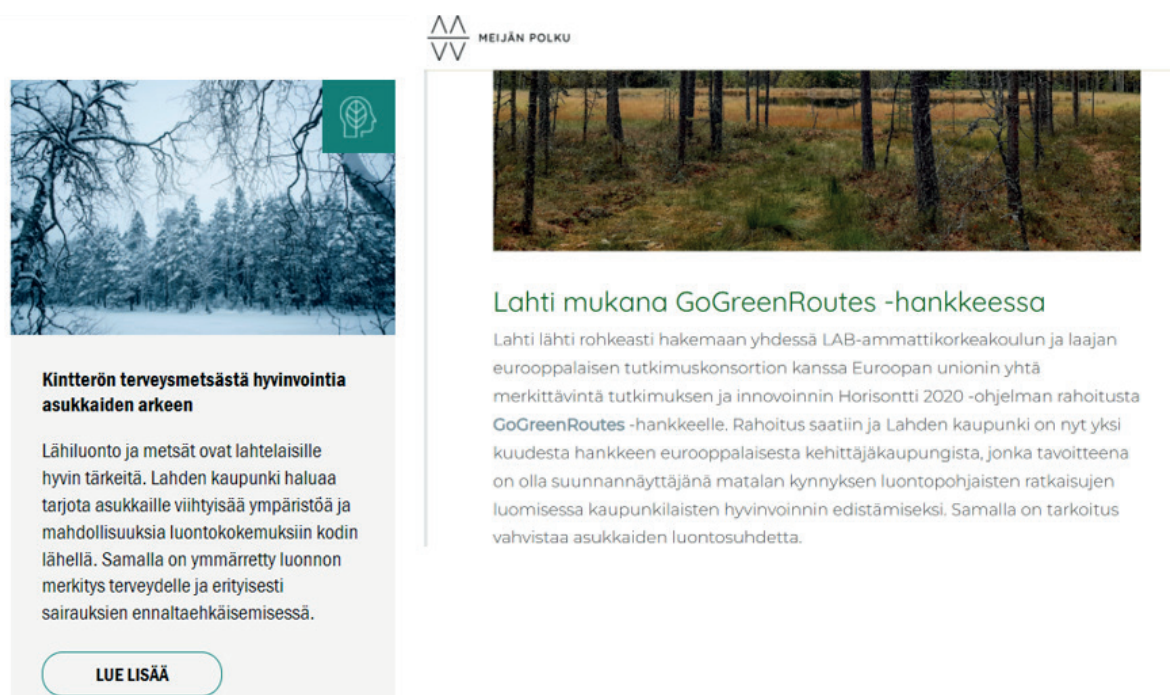 MEIJÄN POLKU
Kintterön terveysmetsästä hyvinvointia
asukkaiden arkeen
Lähiluonto ja metsät ovat lahtelaisille
hyvin tärkeitä. Lahden kaupunki haluaa
tarjota asukkaille viihtyisää ympäristöä ja
mahdollisuuksia luontokokemuksiin kodin
lähellä. Samalla on ymmärretty luonnon
merkitys terveydelle ja erityisesti
sairauksien ennaltaehkäisemisessä.
LUE LISÄÄ
Lahti mukana GoGreenRoutes -hankkeessa
Lahti lähti rohkeasti hakemaan yhdessä LAB-ammattikorkeakoulun ja laajan
eurooppalaisen tutkimuskonsortion kanssa Euroopan unionin yhtä
merkittävintä tutkimuksen ja innovoinnin Horisontti 2020 -ohjelman rahoitusta
GoGreenRoutes -hankkeelle. Rahoitus saatiin ja Lahden kaupunki on nyt yksi
kuudesta hankkeen eurooppalaisesta kehittäjäkaupungista, jonka tavoitteena
on olla suunnannäyttäjänä matalan kynnyksen luontopohjaisten ratkaisujen
luomisessa kaupunkilaisten hyvinvoinnin edistämiseksi. Samalla on tarkoitus
vahvistaa asukkaiden luontosuhdetta.